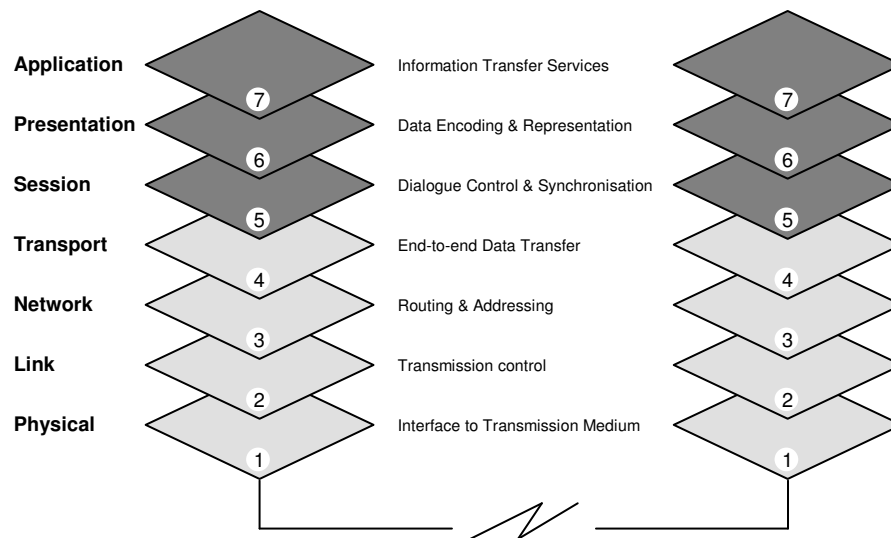 Application
Information Transfer Services
7
7
Presentation
Data Encoding & Representation
6
6
Session
Dialogue Control & Synchronisation
5
5
Transport
End-to-end Data Transfer
4
4
Network
Routing & Addressing
3
3
Link
Transmission control
2
2
Physical
Interface to Transmission Medium
1
1